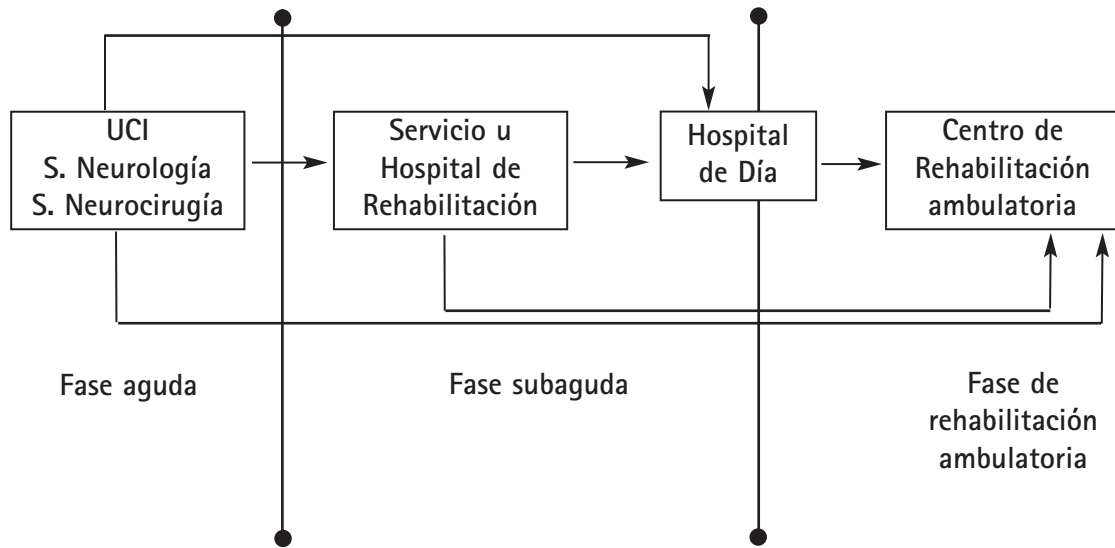 UCI
S. Neurología
S. Neurocirugía
Servicio u
Hospital de
Rehabilitación
Hospital
de Día
Centro de
Rehabilitación
ambulatoria
Fase aguda
Fase subaguda
Fase de
rehabilitación
ambulatoria